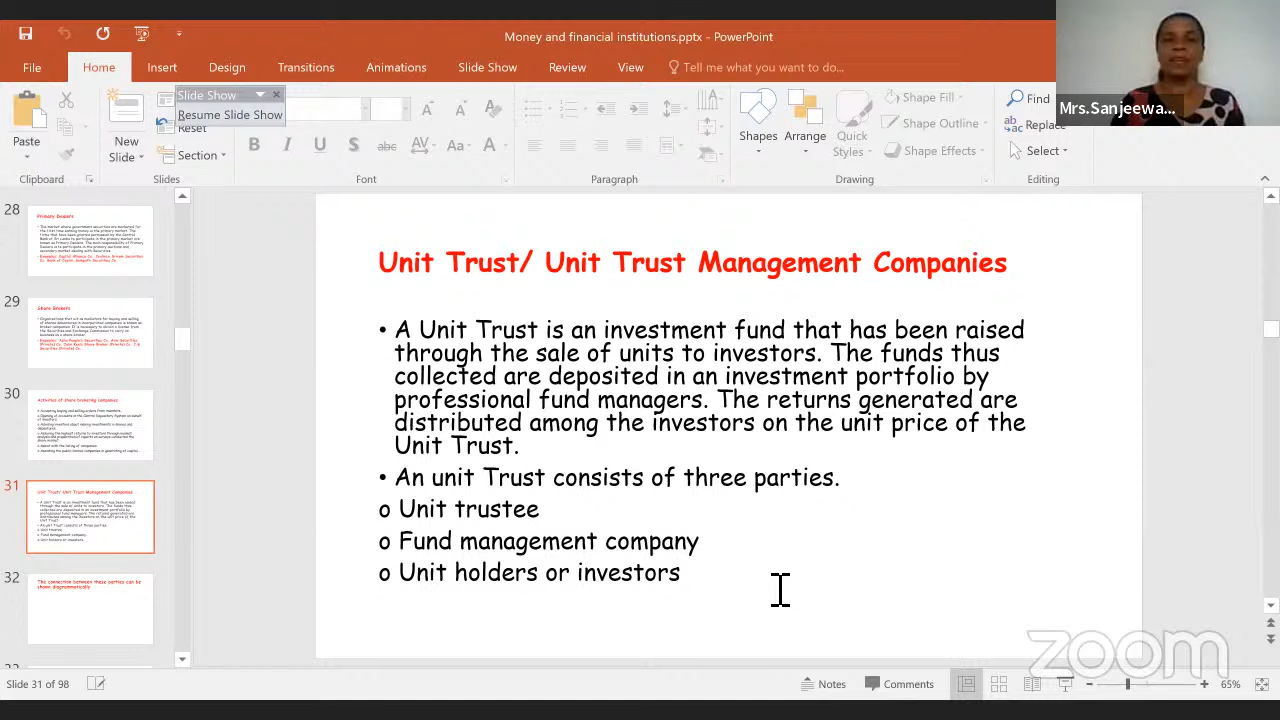 Money and financial institutions.pptx - PowerPoint
File Home Insert Design Transitions Animations Slide Show Review View Tell me what you want to do...
Slide Show
Resume Slide Show
Reset
Section
Paste
New
Slide
Shapes Arrange Quick
Styles
Shape Fill
Shape Outline
Shape Effects
Find
Replace
Select
Clipboard Slides Font Paragraph Drawing Editing
Mrs.Sanjeewa...
28
Primary Dealers
29
Share Brokers
30
Activities of Share brokering companies
31
Unit Trust/ Unit Trust Management Companies
32
The connection between these parties can be
shown diagrammatically
Unit Trust/ Unit Trust Management Companies
• A Unit Trust is an investment fund that has been raised
through the sale of units to investors. The funds thus
collected are deposited in an investment portfolio by
professional fund managers. The returns generated are
distributed among the investors on the unit price of the
Unit Trust.
• An unit Trust consists of three parties.
o Unit trustee
o Fund management company
o Unit holders or investors
zoom
Slide 31 of 98
Notes
Comments
65%